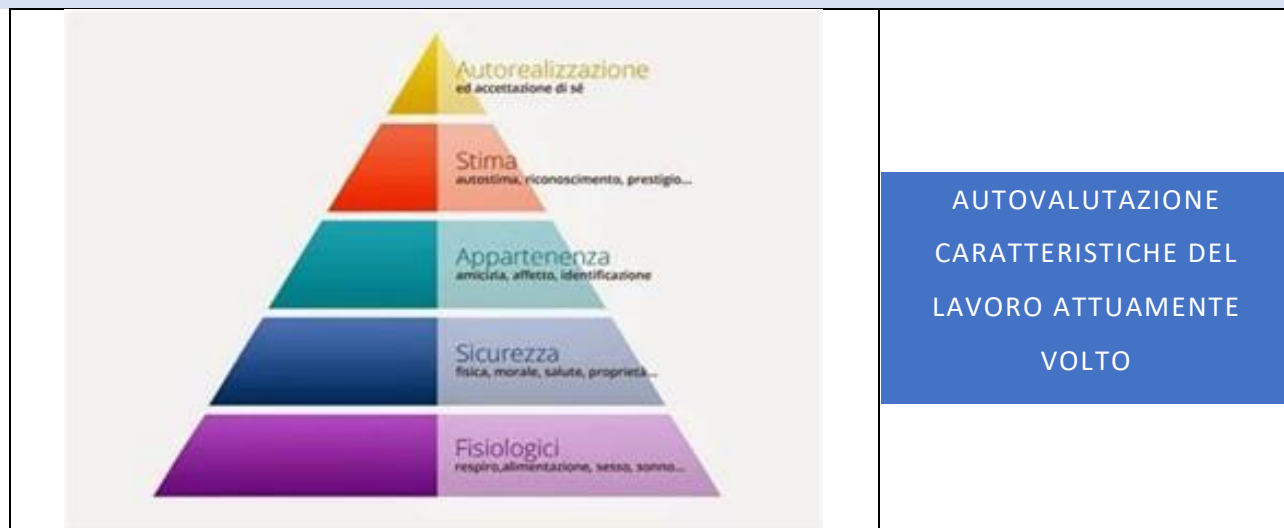 Autorealizzazione
ed accettazione di sé
Stima
autostima, riconoscimento, prestigio...
Appartenenza
amicizia, affetto, identificazione
Sicurezza
fisica, morale, salute, proprietà...
Fisiologici
respiro,alimentazione, sesso, sonno...
AUTOVALUTAZIONE
CARATTERISTICHE DEL
LAVORO ATTUAMENTE
VOLTO